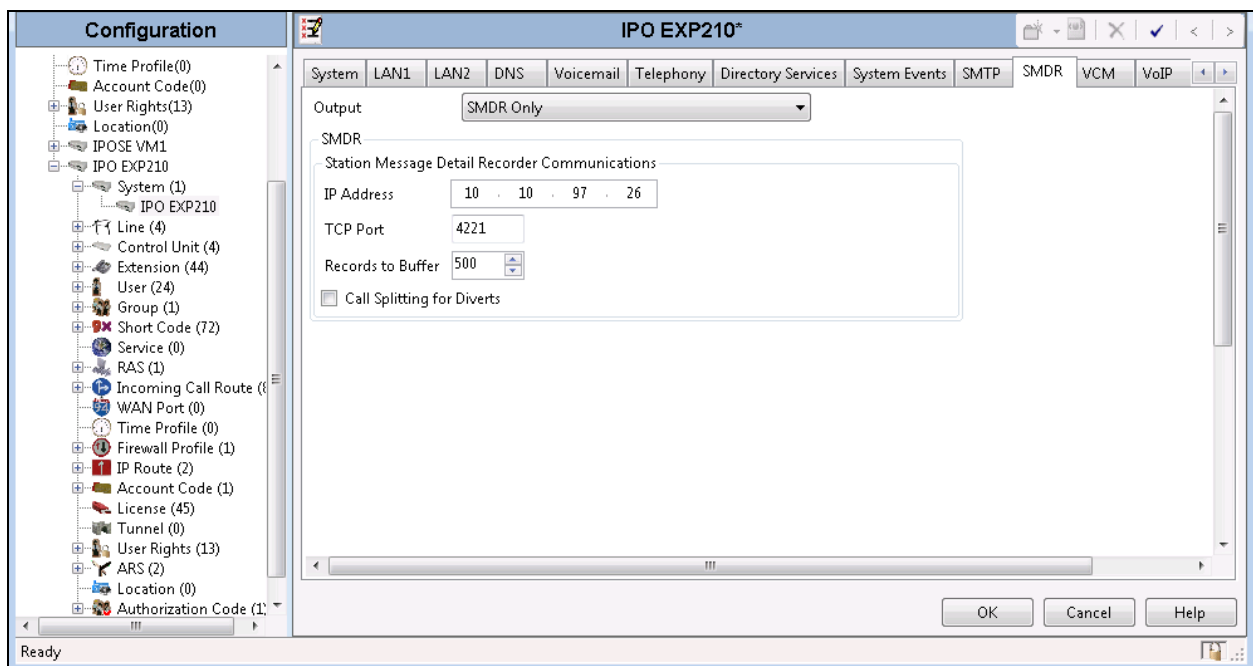 Configuration
Time Profile(0)
Account Code(0)
User Rights(13)
Location(0)
IPOSE VM1
IPO EXP210
System (1)
IPO EXP210
Line (4)
Control Unit (4)
Extension (44)
User (24)
Group (1)
Short Code (72)
Service (0)
RAS (1)
Incoming Call Route (
WAN Port (0)
Time Profile (0)
Firewall Profile (1)
IP Route (2)
Account Code (1)
License (45)
Tunnel (0)
User Rights (13)
ARS (2)
Location (0)
Authorization Code (1
IPO EXP210*
System LAN1 LAN2 DNS Voicemail Telephony Directory Services System Events SMTP SMDR VCM VoIP
Output SMDR Only
SMDR
Station Message Detail Recorder Communications
IP Address 10 . 10 . 97 . 26
TCP Port 4221
Records to Buffer 500
Call Splitting for Diverts
OK Cancel Help
Ready